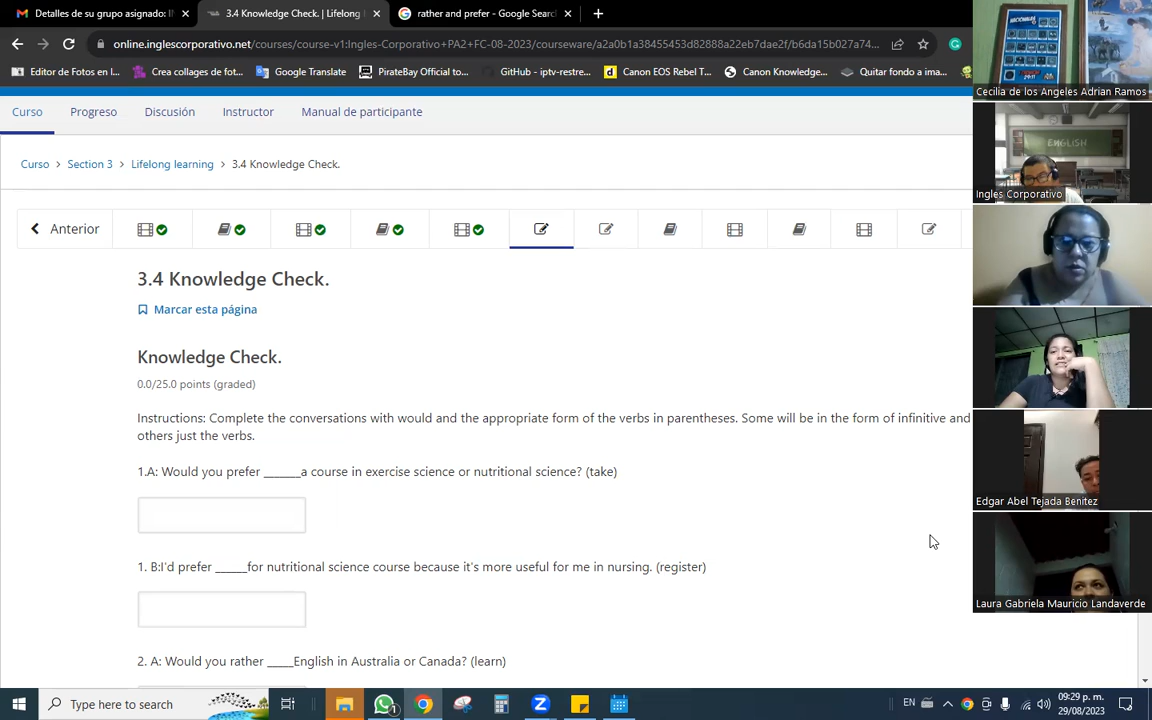 Detalles de su grupo asignado: I
3.4 Knowledge Check. | Lifelong
rather and prefer - Google Searc
online.inglescorporativo.net/courses/course-v1:Ingles-Corporativo+PA2+FC-08-2023/courseware/a2a0b1a38455453d82888a22eb7dae2f/b6da15b027a74...
Editor de Fotos en l...
Crea collages de fot...
Google Translate
PirateBay Official to...
GitHub - iptv-restre...
Canon EOS Rebel T...
Canon Knowledge...
Quitar fondo a ima...
Curso
Progreso
Discusión
Instructor
Manual de participante
Curso > Section 3 > Lifelong learning > 3.4 Knowledge Check.
Anterior
3.4 Knowledge Check.
Marcar esta página
Knowledge Check.
0.0/25.0 points (graded)
Instructions: Complete the conversations with would and the appropriate form of the verbs in parentheses. Some will be in the form of infinitive and
others just the verbs.
1.A: Would you prefer _______a course in exercise science or nutritional science? (take)
1. B:I'd prefer ______for nutritional science course because it's more useful for me in nursing. (register)
2. A: Would you rather _____English in Australia or Canada? (learn)
NACIONALES
Cecilia de los Angeles Adrian Ramos
ENGLISH
Ingles Corporativo
Edgar Abel Tejada Benitez
Laura Gabriela Mauricio Landaverde
Type here to search
1
EN
09:29 p. m.
29/08/2023